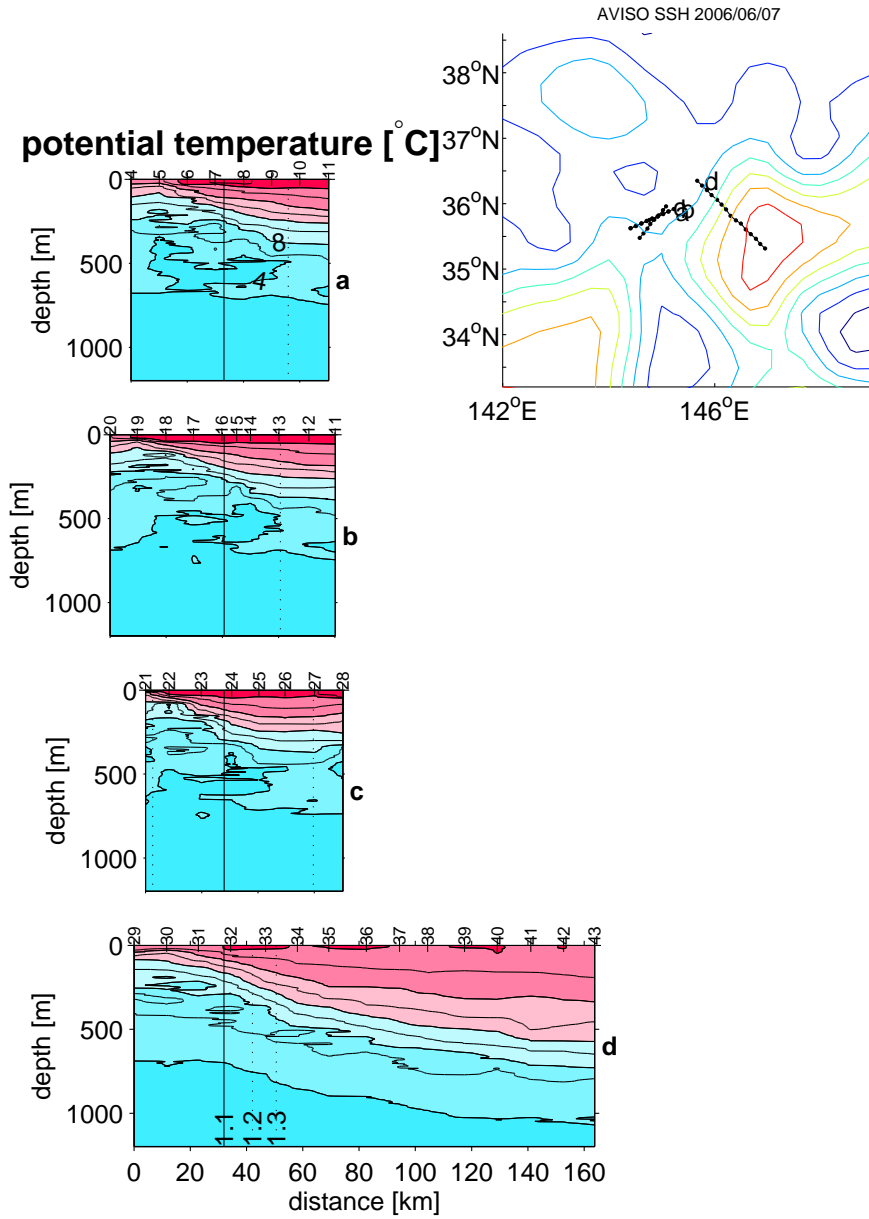 AVISO SSH 2006/06/07
38°N
37°N
36°N
35°N
34°N
142°E 146°E
d
a
potential temperature [°C]
4 5 6 7 8 9 10 11
0
500
1000
depth [m]
8
4
a
20 19 18 17 16 15 14 13 12 11
0
500
1000
depth [m]
b
21 22 23 24 25 26 27 28
0
500
1000
depth [m]
c
29 30 31 32 33 34 35 36 37 38 39 40 41 42 43
0
500
1000
depth [m]
1.1 1.2 1.3
d
0 20 40 60 80 100 120 140 160
distance [km]